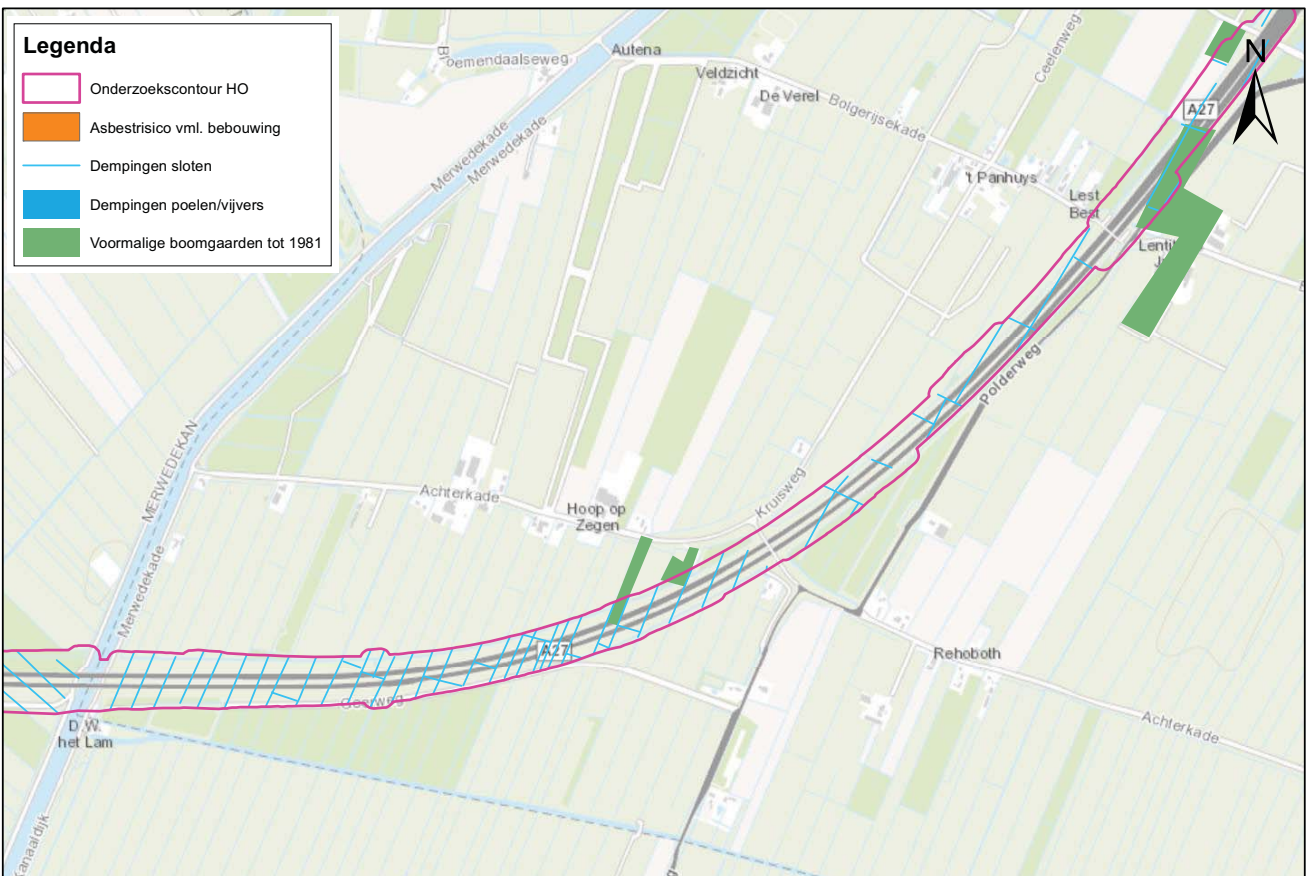 Legenda
Onderzoekscontour HO
Asbestrisico vml. bebouwing
Dempingen sloten
Dempingen poelen/vijvers
Voormalige boomgaarden tot 1981
Autena
Veldzicht
De Verel
Bolgerijsekade
Ceelenweg
N
A27
Merwedekade
Merwedekade
't Panhuys
Lest
Best
Polderweg
MERWEDEKAN
Achterkade
Hoop op
Zegen
Kruisweg
Merwedekade
A27
Rehoboth
Achterkade
D.W.
het Lam